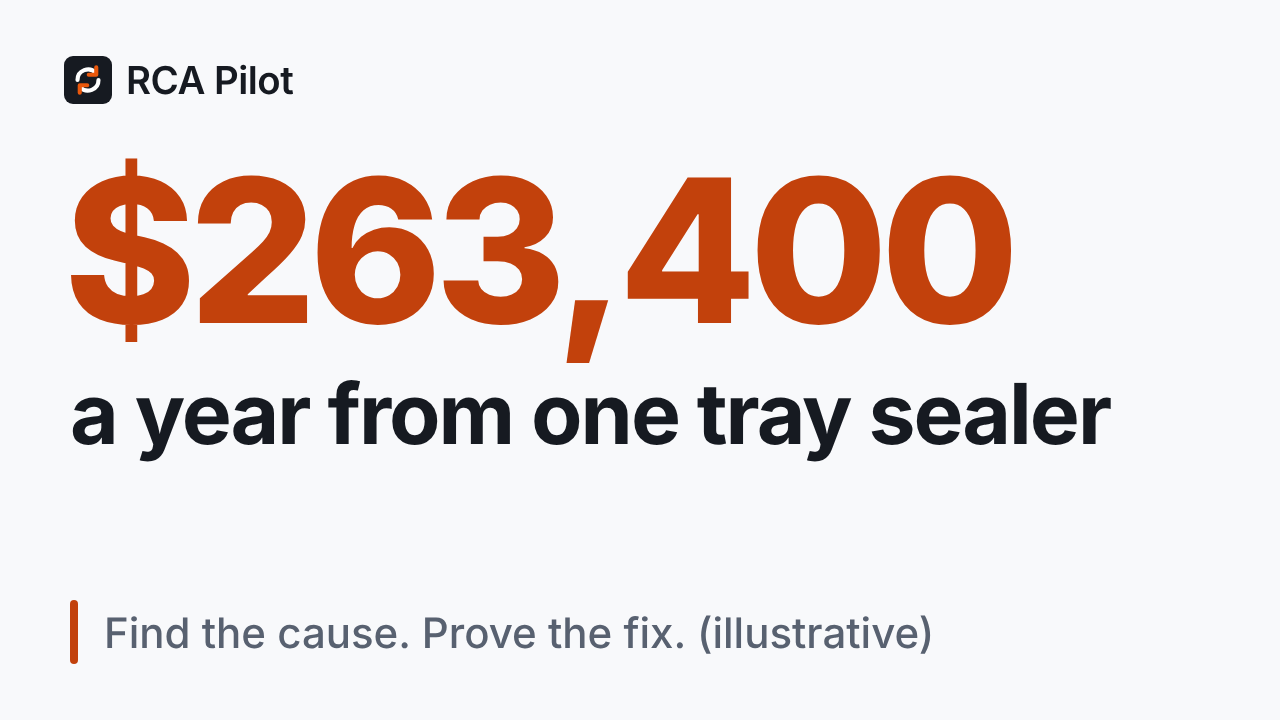 RCA Pilot
$263,400
a year from one tray sealer
Find the cause. Prove the fix. (illustrative)